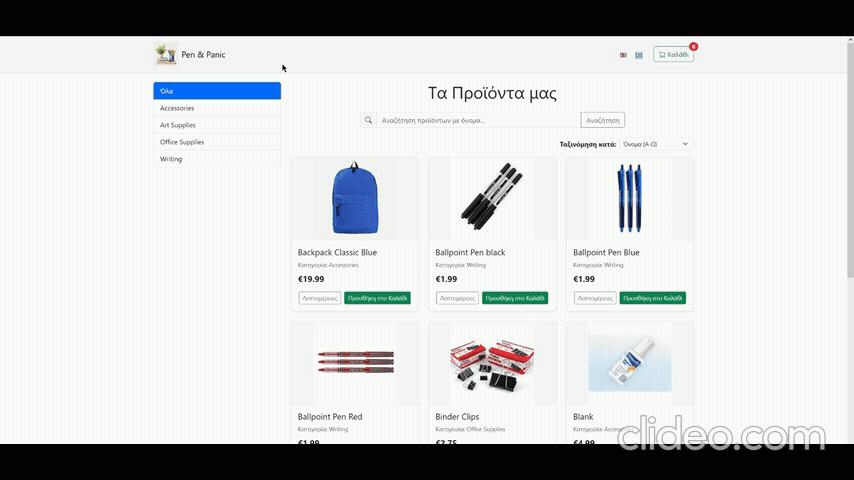 Pen & Panic
Καλάθι
0
Όλα
Accessories
Art Supplies
Office Supplies
Writing
Τα Προϊόντα μας
Αναζήτηση προϊόντων με όνομα...
Αναζήτηση
Ταξινόμηση κατά:
Όνομα (Α-Ω)
Backpack Classic Blue
Κατηγορία: Accessories
€19.99
Λεπτομέρειες
Προσθήκη στο Καλάθι
Ballpoint Pen black
Κατηγορία: Writing
€1.99
Λεπτομέρειες
Προσθήκη στο Καλάθι
Ballpoint Pen Blue
Κατηγορία: Writing
€1.99
Λεπτομέρειες
Προσθήκη στο Καλάθι
Ballpoint Pen Red
Κατηγορία: Writing
€1.99
Binder Clips
Κατηγορία: Office Supplies
€2.75
Blank
Κατηγορία:
€4.99
clideo.com